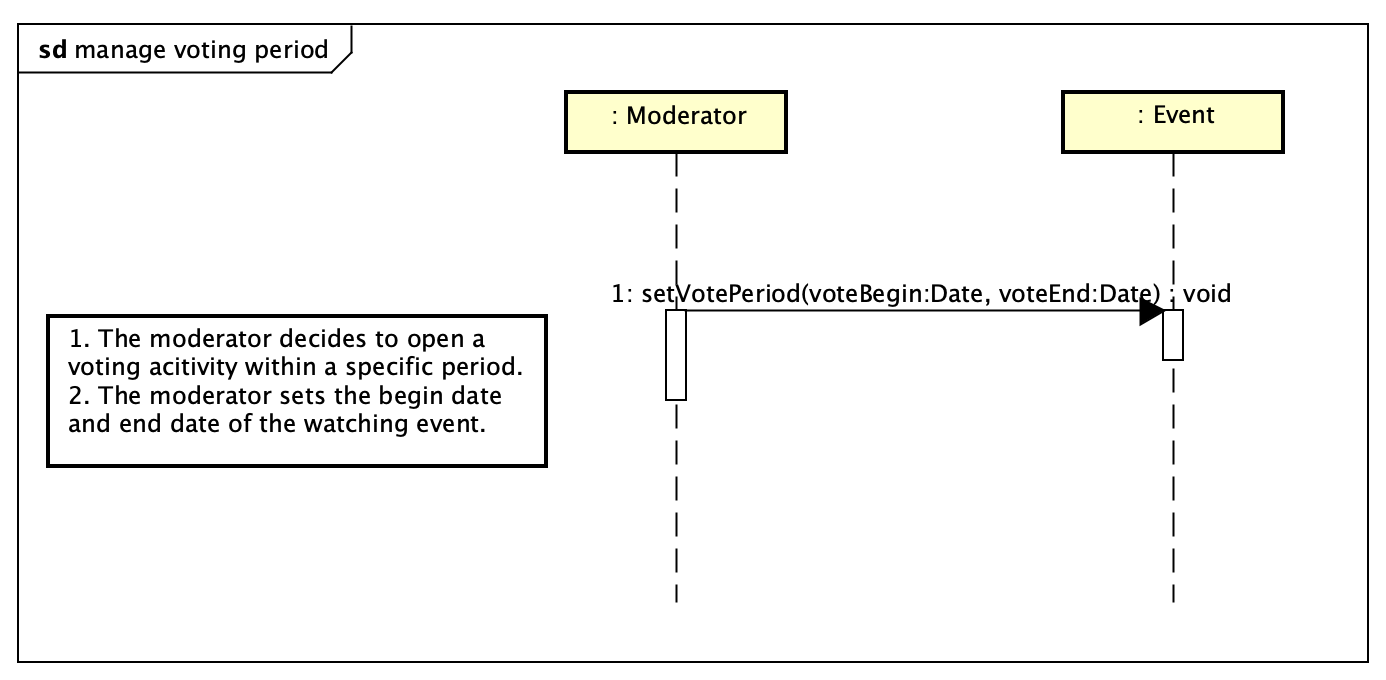 sd manage voting period
: Moderator
: Event
1: setVotePeriod(voteBegin:Date, voteEnd:Date) : void
1. The moderator decides to open a
voting acitivity within a specific period.
2. The moderator sets the begin date
and end date of the watching event.